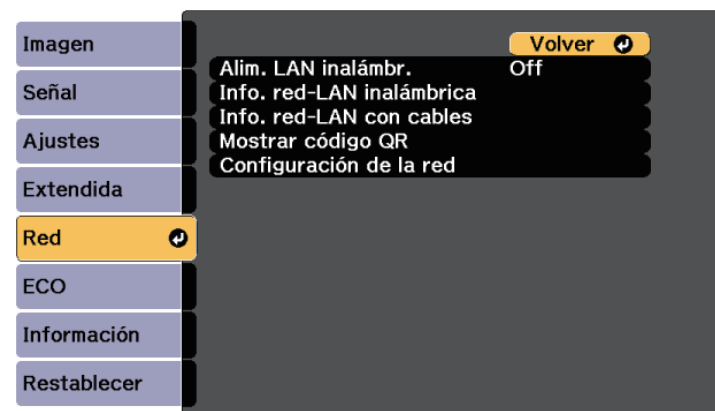 Imagen
Señal
Ajustes
Extendida
Red
ECO
Información
Restablecer
Volver
Alim. LAN inalámbr. Off
Info. red-LAN inalámbrica
Info. red-LAN con cables
Mostrar código QR
Configuración de la red